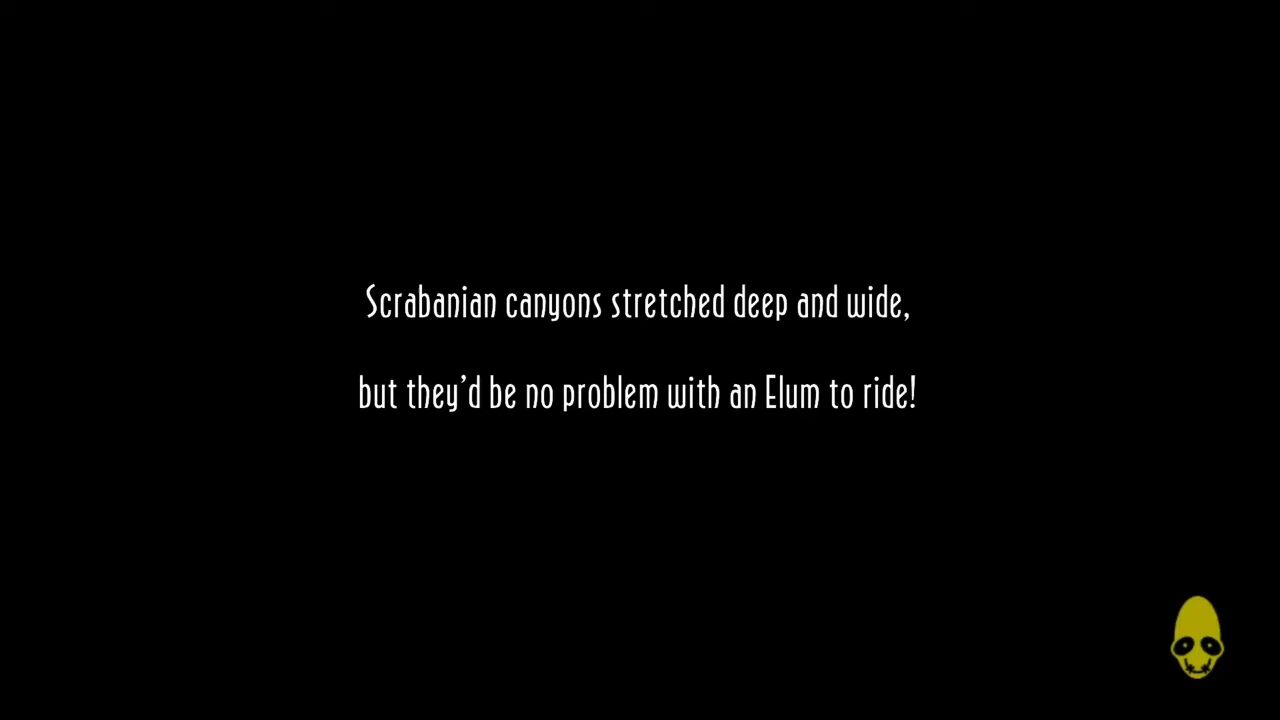 Scrabanian canyons stretched deep and wide,
but they'd be no problem with an Elum to ride!